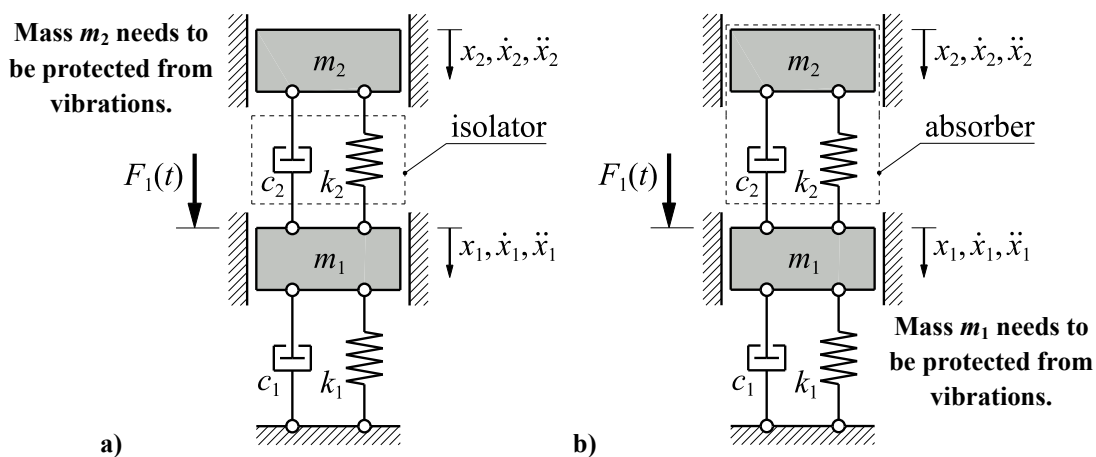 Mass m₂ needs to
be protected from
vibrations.
m₂
x₂, ẋ₂, ẍ₂
isolator
F₁(t)
c₂
k₂
m₁
x₁, ẋ₁, ẍ₁
c₁
k₁
a)
m₂
x₂, ẋ₂, ẍ₂
absorber
F₁(t)
c₂
k₂
m₁
x₁, ẋ₁, ẍ₁
Mass m₁ needs to
be protected from
vibrations.
c₁
k₁
b)